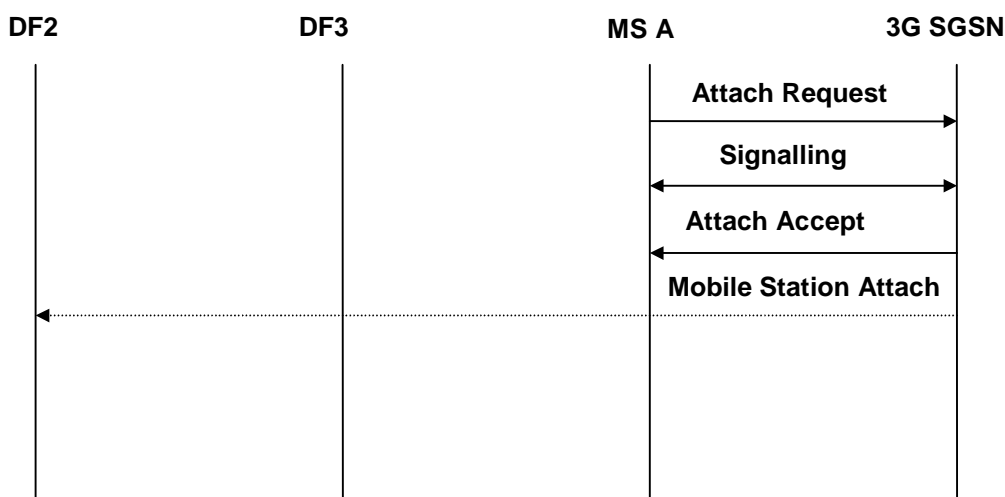 DF2 DF3 MS A 3G SGSN
Attach Request
Signalling
Attach Accept
Mobile Station Attach